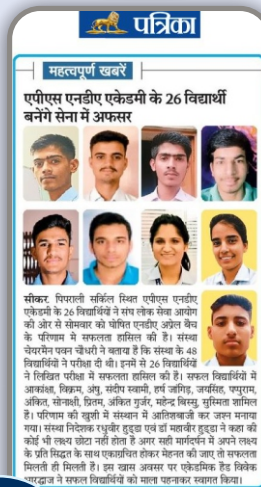 पत्रिका
महत्वपूर्ण खबरें
एपीएस एनडीए एकेडमी के 26 विद्यार्थी
बनेंगे सेना में अफसर
सीकर. पिपराली सर्किल स्थित एपीएस एनडीए
एकेडमी के 26 विद्यार्थियों ने संघ लोक सेवा आयोग
की ओर से सोमवार को घोषित एनडीए अप्रेल बैच
के परिणाम मे सफलता हासिल की है। संस्था
चेयरमैन पवन चौधरी ने बताया है कि संस्था के 48
विद्यार्थियों ने परीक्षा दी थी। इनमें से 26 विद्यार्थियों
ने लिखित परीक्षा में सफलता हासिल की है। सफल विद्यार्थियों में
आकांक्षा, विक्रम, अंपु, संदीप स्वामी, हर्ष जांगिड़, जयसिंह, पप्पुराम,
अंकित, सोनाक्षी, प्रितम, अंकित गुर्जर, महेन्द्र बिस्सु, सुस्मिता शामिल
हैं। परिणाम की खुशी में संस्थान में आतिशबाजी कर जश्न मनाया
गया। संस्था निदेशक रघुवीर हुड्डा एवं डॉ महावीर हुड्डा ने कहा की
कोई भी लक्ष्य छोटा नहीं होता है अगर सही मार्गदर्षन में अपने लक्ष्य
के प्रति सिद्दत के साथ एकाग्रचित होकर मेहनत की जाए तो सफलता
मिलती ही मिलती है। इस खास अवसर पर एकेडमिक हैड विवेक
ने सफल विद्यार्थियों को माला पहनाकर स्वागत किया।